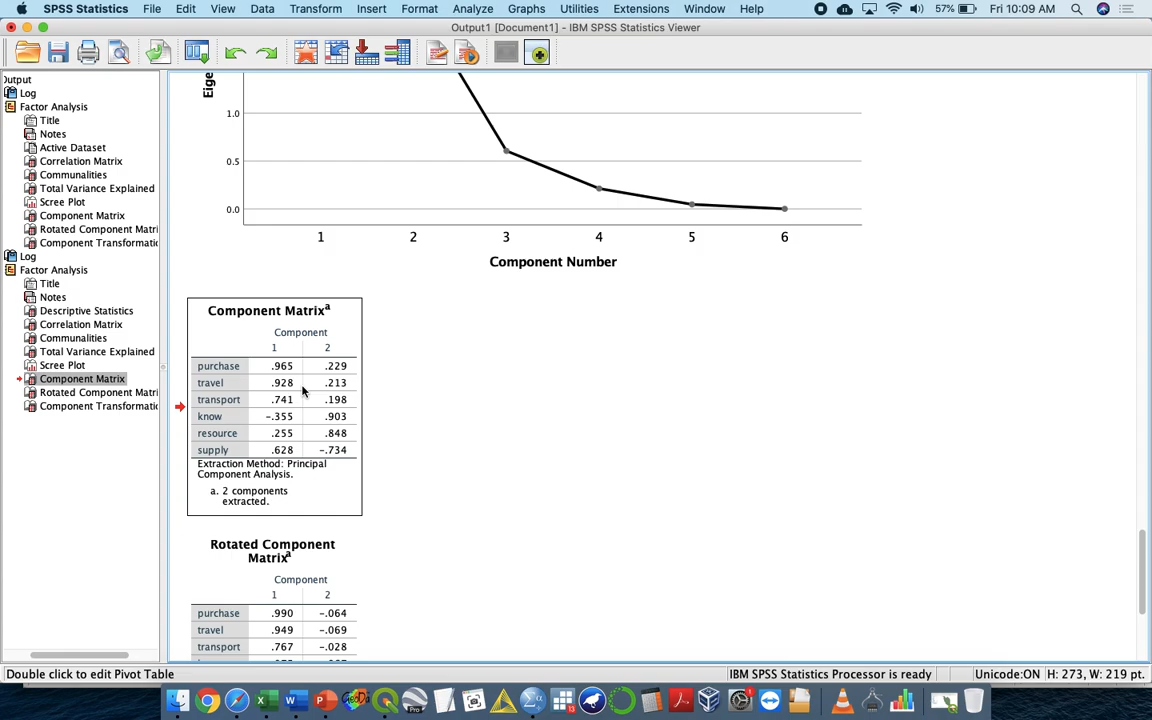 SPSS Statistics File Edit View Data Transform Insert Format Analyze Graphs Utilities Extensions Window Help 57% Fri 10:09 AM
Output1 [Document1] - IBM SPSS Statistics Viewer
Output
Log
Factor Analysis
Title
Notes
Active Dataset
Correlation Matrix
Communalities
Total Variance Explained
Scree Plot
Component Matrix
Rotated Component Matri
Component Transformati
Log
Factor Analysis
Title
Notes
Descriptive Statistics
Correlation Matrix
Communalities
Total Variance Explained
Scree Plot
Component Matrix
Rotated Component Matri
Component Transformati
Eige
1.0
0.5
0.0
1 2 3 4 5 6
Component Number
Component Matrixa
Component
1 2
purchase .965 .229
travel .928 .213
transport .741 .198
know -.355 .903
resource .255 .848
supply .628 -.734
Extraction Method: Principal
Component Analysis.
a. 2 components
extracted.
Rotated Component
Matrixa
Component
1 2
purchase .990 -.064
travel .949 -.069
transport .767 -.028
Double click to edit Pivot Table IBM SPSS Statistics Processor is ready Unicode:ON H: 273, W: 219 pt.